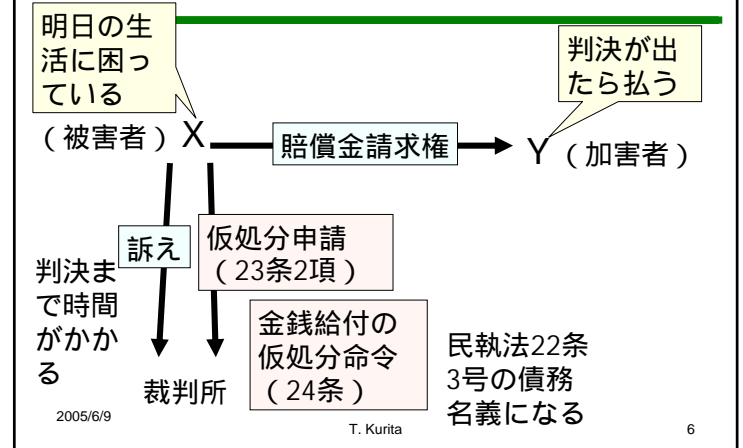 明日の生
活に困っ
ている
判決が出
たら払う
（被害者）X
賠償金請求権
Y（加害者）
訴え
仮処分申請
（23条2項）
判決ま
で時間
がかか
る
金銭給付の
仮処分命令
（24条）
裁判所
民執法22条
3号の債務
名義になる
2005/6/9
T. Kurita
6